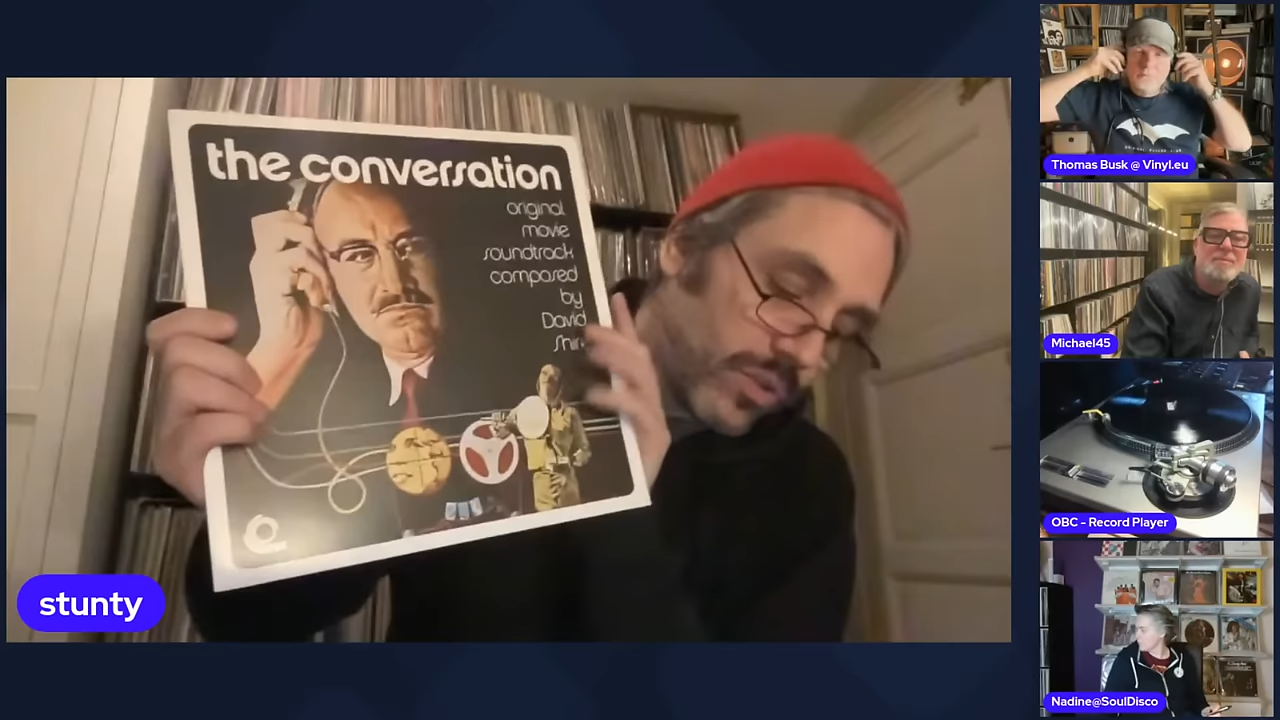 the conversation
original
movie
soundtrack
composed
by
David
stunty
Thomas Busk @ Vinyl.eu
Michael45
OBC - Record Player
Nadine@SoulDisco